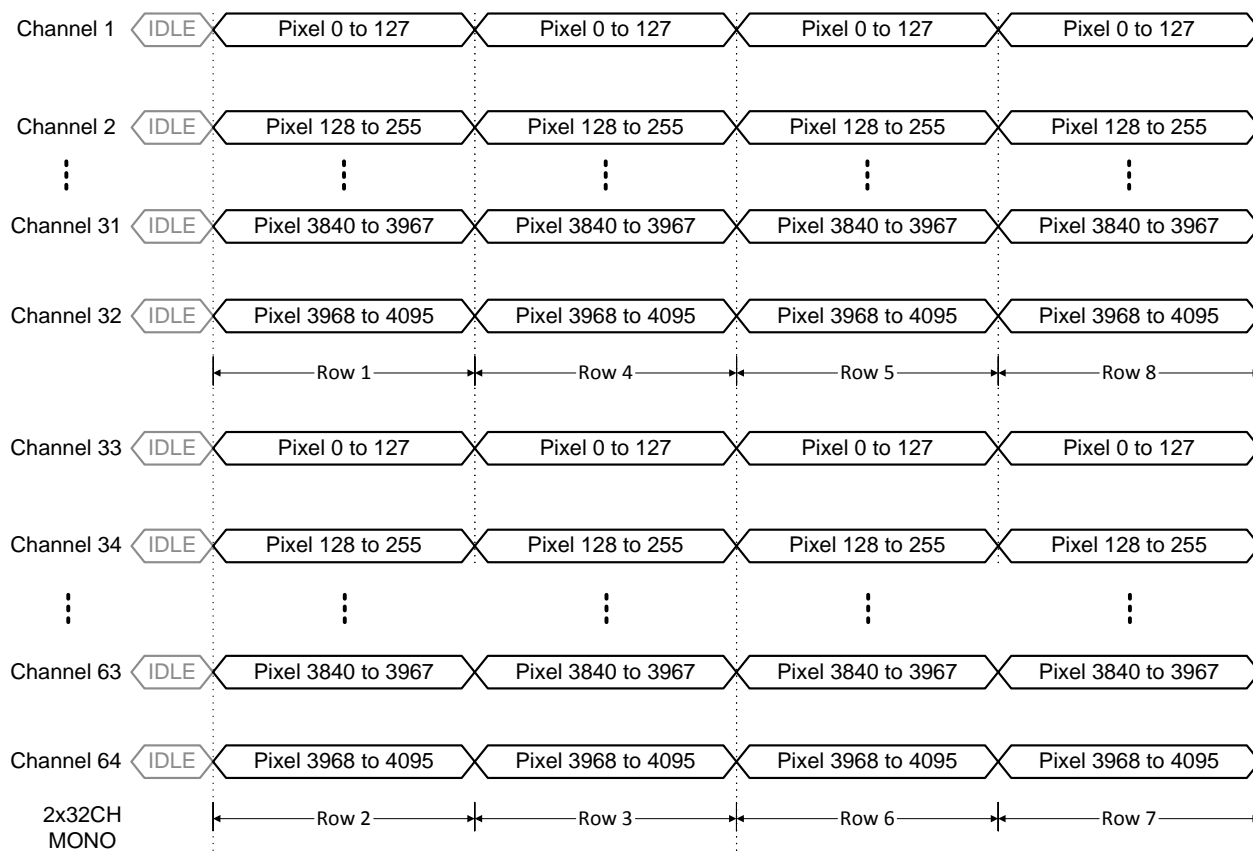 Channel 1 IDLE Pixel 0 to 127 Pixel 0 to 127 Pixel 0 to 127 Pixel 0 to 127
Channel 2 IDLE Pixel 128 to 255 Pixel 128 to 255 Pixel 128 to 255 Pixel 128 to 255
Channel 31 IDLE Pixel 3840 to 3967 Pixel 3840 to 3967 Pixel 3840 to 3967 Pixel 3840 to 3967
Channel 32 IDLE Pixel 3968 to 4095 Pixel 3968 to 4095 Pixel 3968 to 4095 Pixel 3968 to 4095
Row 1 Row 4 Row 5 Row 8
Channel 33 IDLE Pixel 0 to 127 Pixel 0 to 127 Pixel 0 to 127 Pixel 0 to 127
Channel 34 IDLE Pixel 128 to 255 Pixel 128 to 255 Pixel 128 to 255 Pixel 128 to 255
Channel 63 IDLE Pixel 3840 to 3967 Pixel 3840 to 3967 Pixel 3840 to 3967 Pixel 3840 to 3967
Channel 64 IDLE Pixel 3968 to 4095 Pixel 3968 to 4095 Pixel 3968 to 4095 Pixel 3968 to 4095
2x32CH
MONO
Row 2 Row 3 Row 6 Row 7